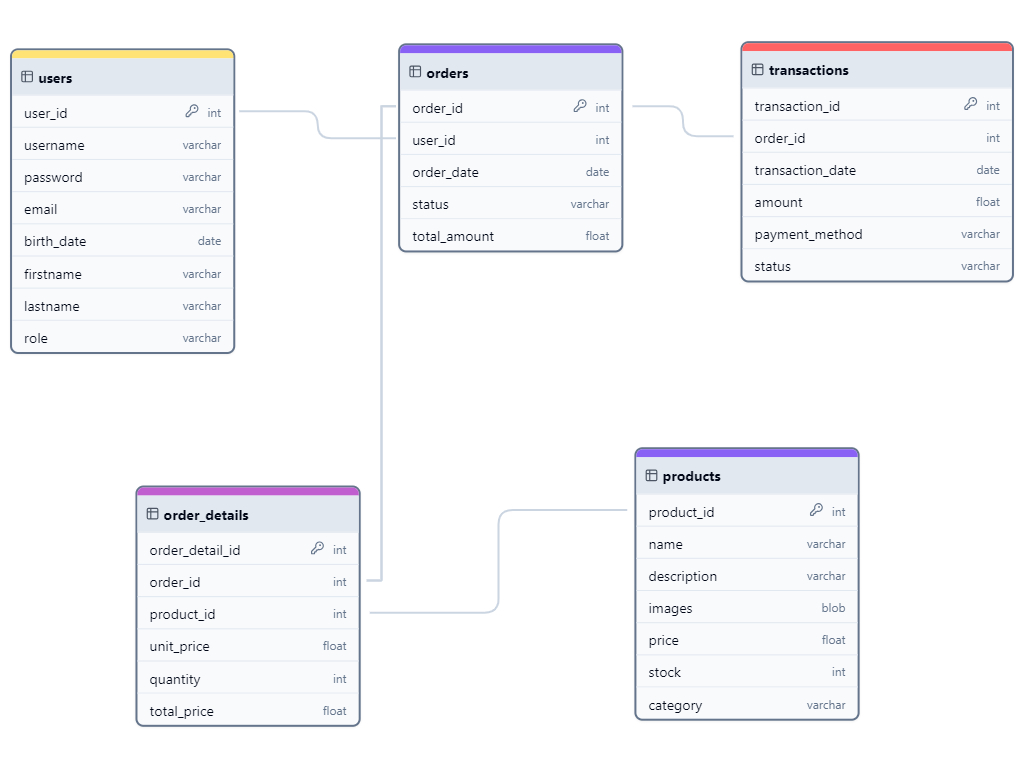 users
user_id int
username varchar
password varchar
email varchar
birth_date date
firstname varchar
lastname varchar
role varchar
orders
order_id int
user_id int
order_date date
status varchar
total_amount float
transactions
transaction_id int
order_id int
transaction_date date
amount float
payment_method varchar
status varchar
order_details
order_detail_id int
order_id int
product_id int
unit_price float
quantity int
total_price float
products
product_id int
name varchar
description varchar
images blob
price float
stock int
category varchar